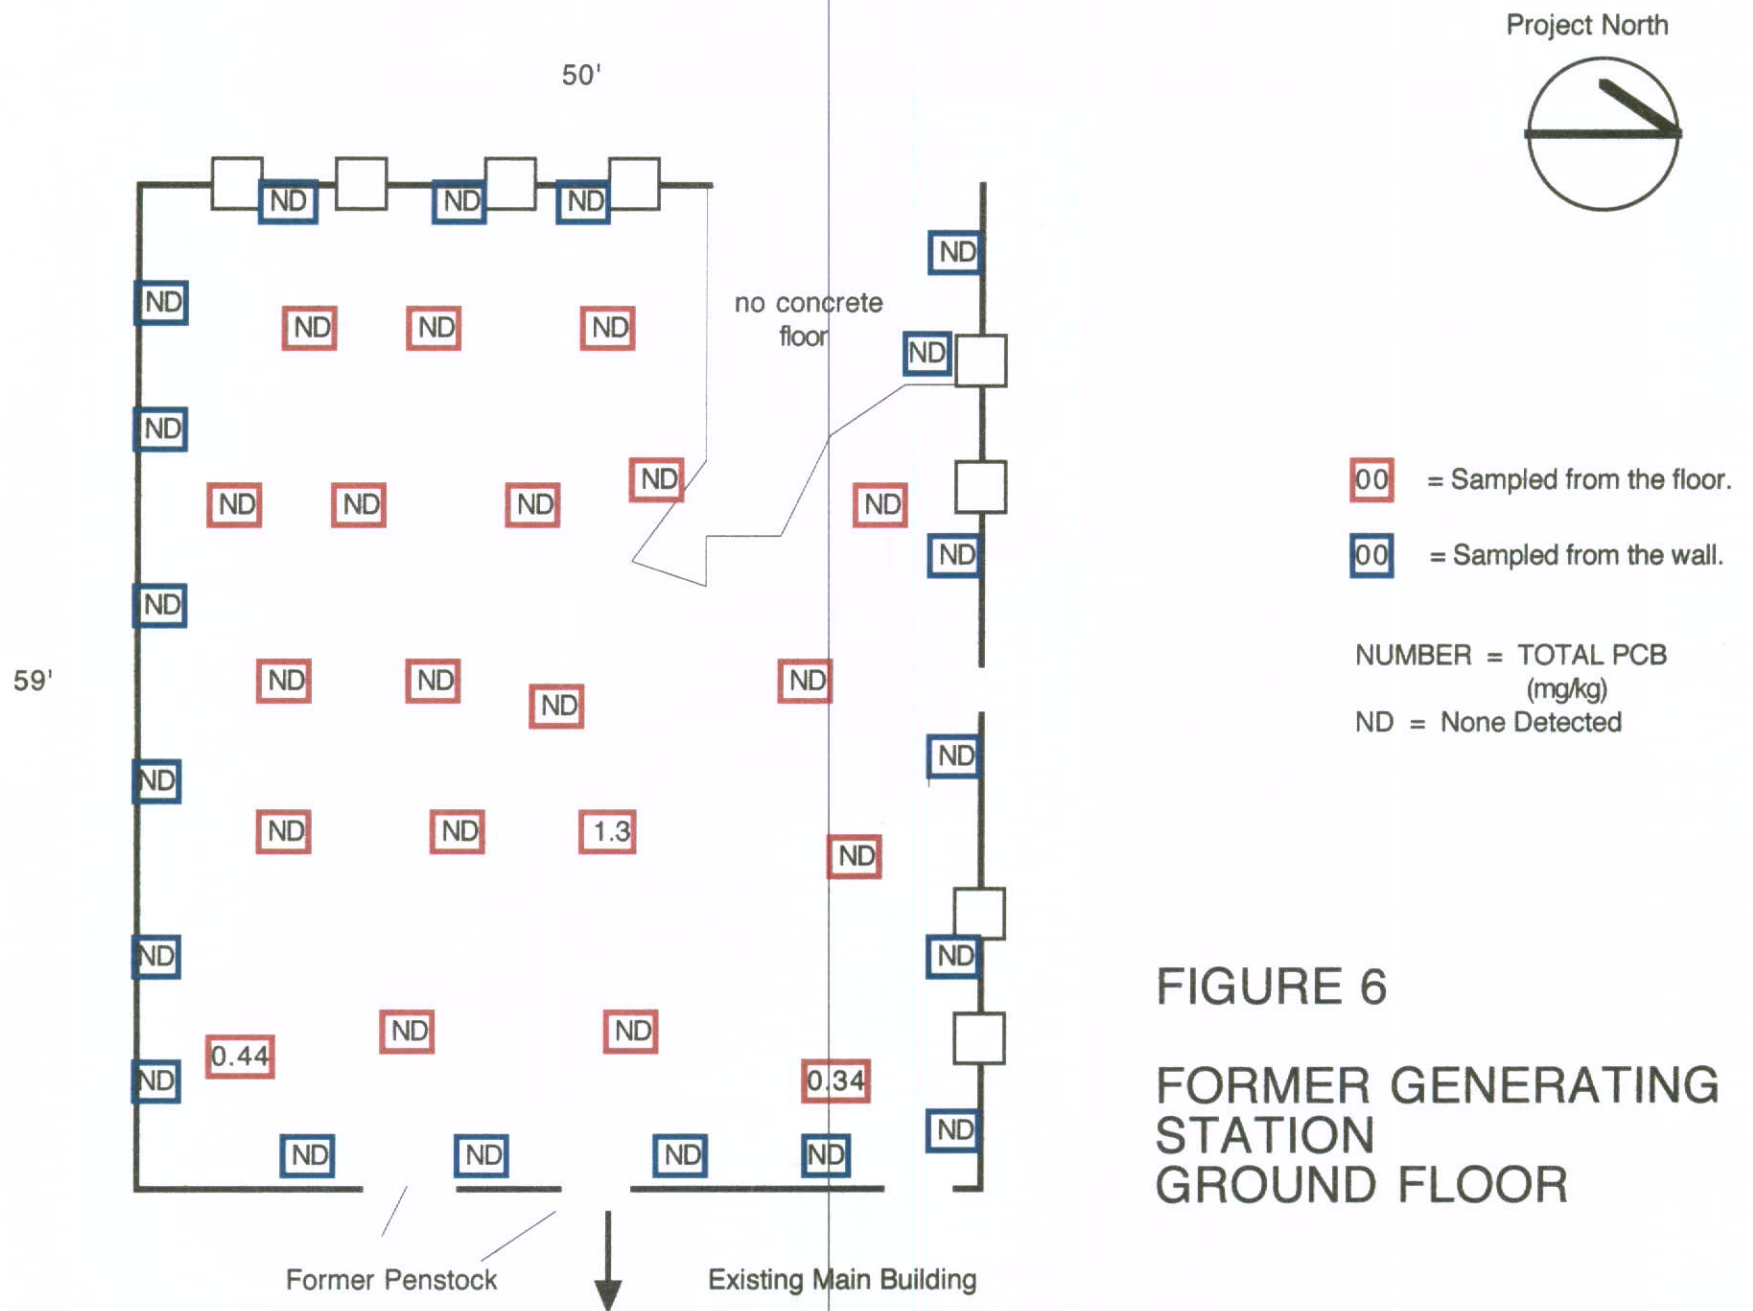 Project North
50'
ND ND ND
ND
ND
ND ND ND
no concrete
floor
ND
ND
ND
ND ND ND ND ND
00 = Sampled from the floor.
ND
00 = Sampled from the wall.
ND
59'
ND ND ND ND
NUMBER = TOTAL PCB
(mg/kg)
ND = None Detected
ND
ND
ND ND 1.3 ND
ND
ND
FIGURE 6
0.44 ND ND 0.34
ND
FORMER GENERATING
STATION
GROUND FLOOR
ND
ND ND ND ND
Former Penstock
Existing Main Building